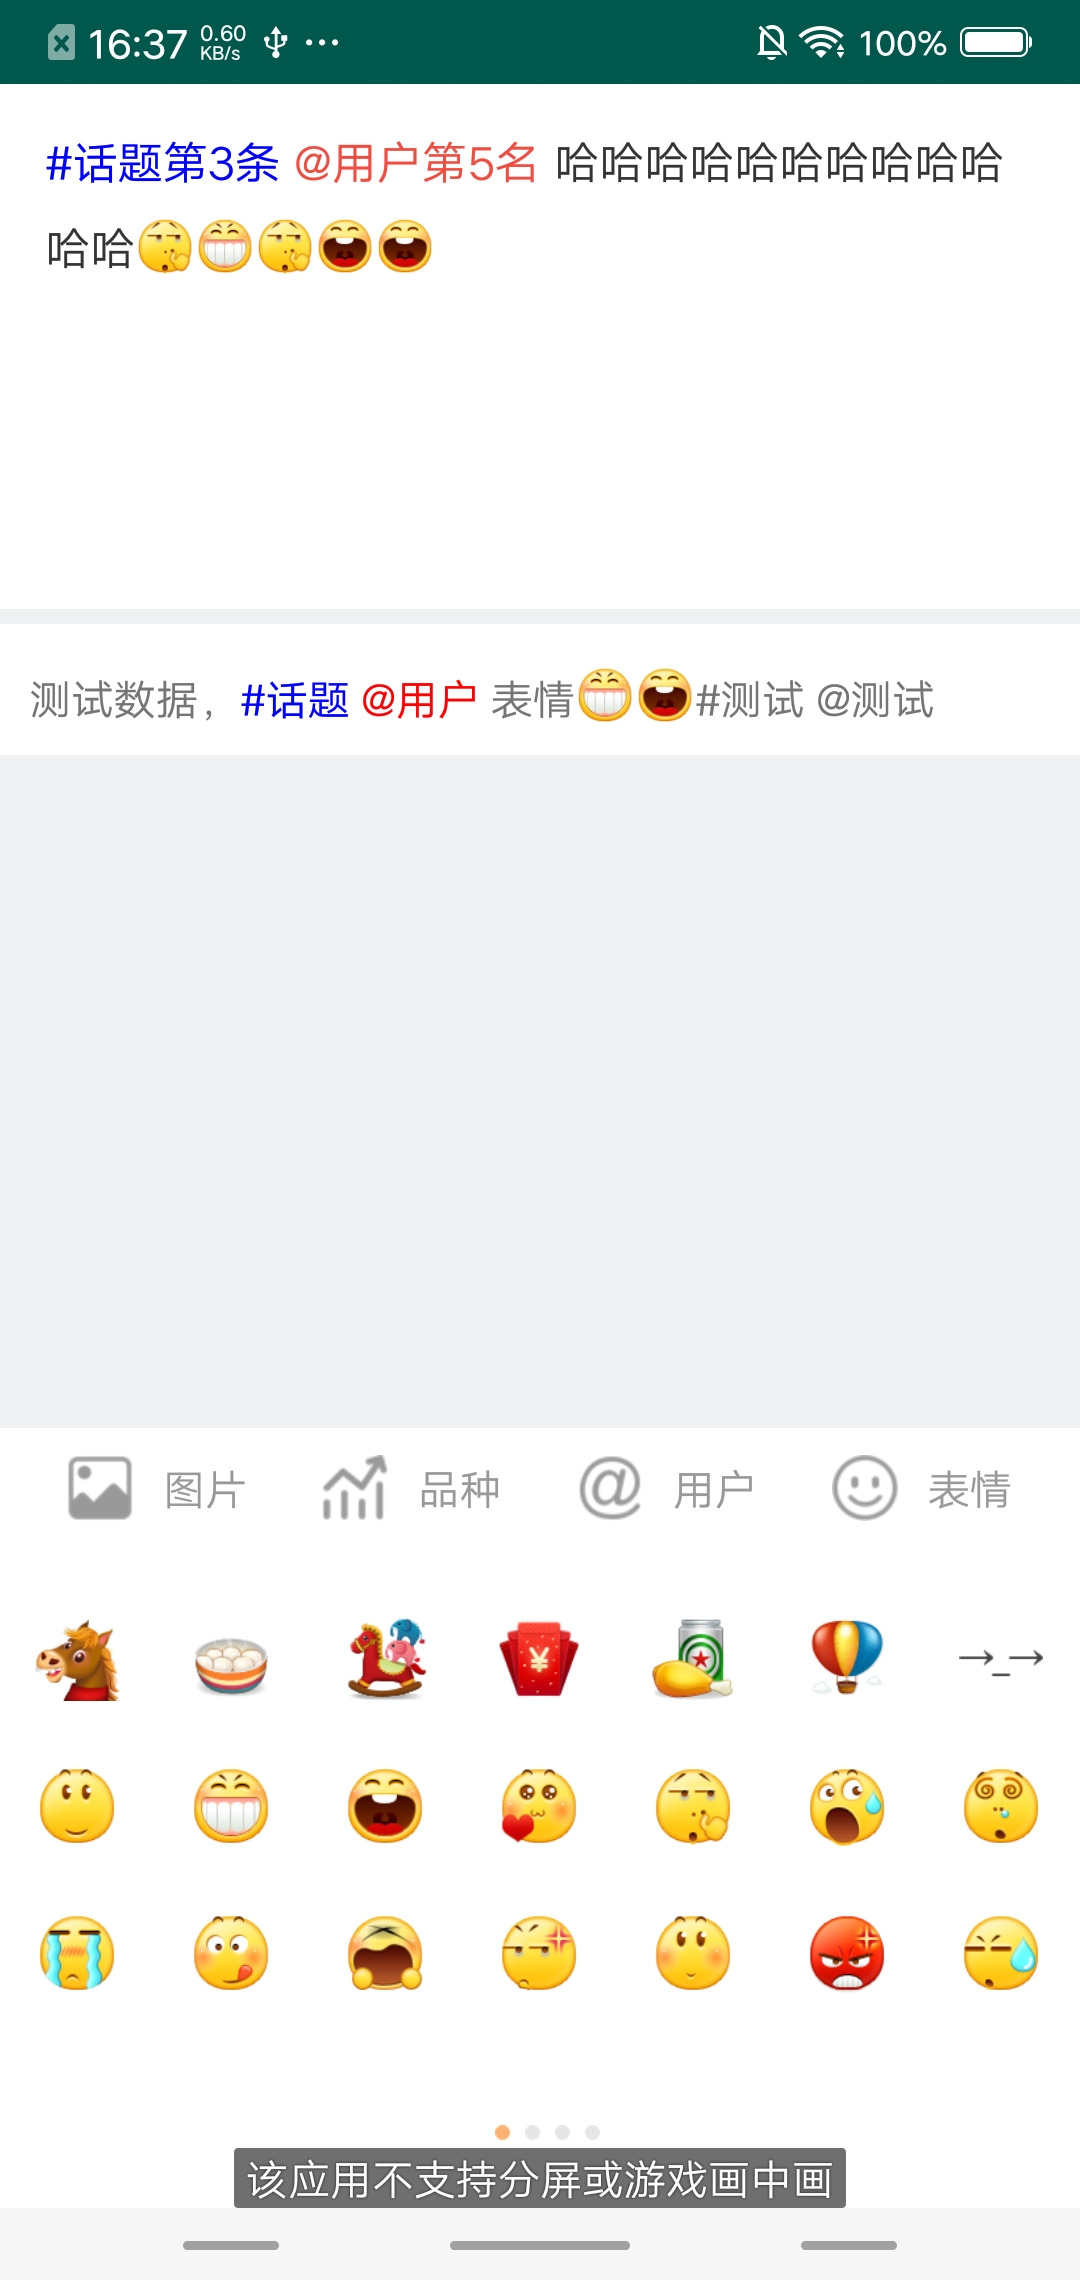 16:37 0.60 KB/s ... 100%
#话题第3条 @用户第5名 哈哈哈哈哈哈哈哈哈哈
哈哈
测试数据，#话题 @用户 表情 #测试 @测试
图片 品种 @ 用户 表情
¥
→_→
该应用不支持分屏或游戏画中画